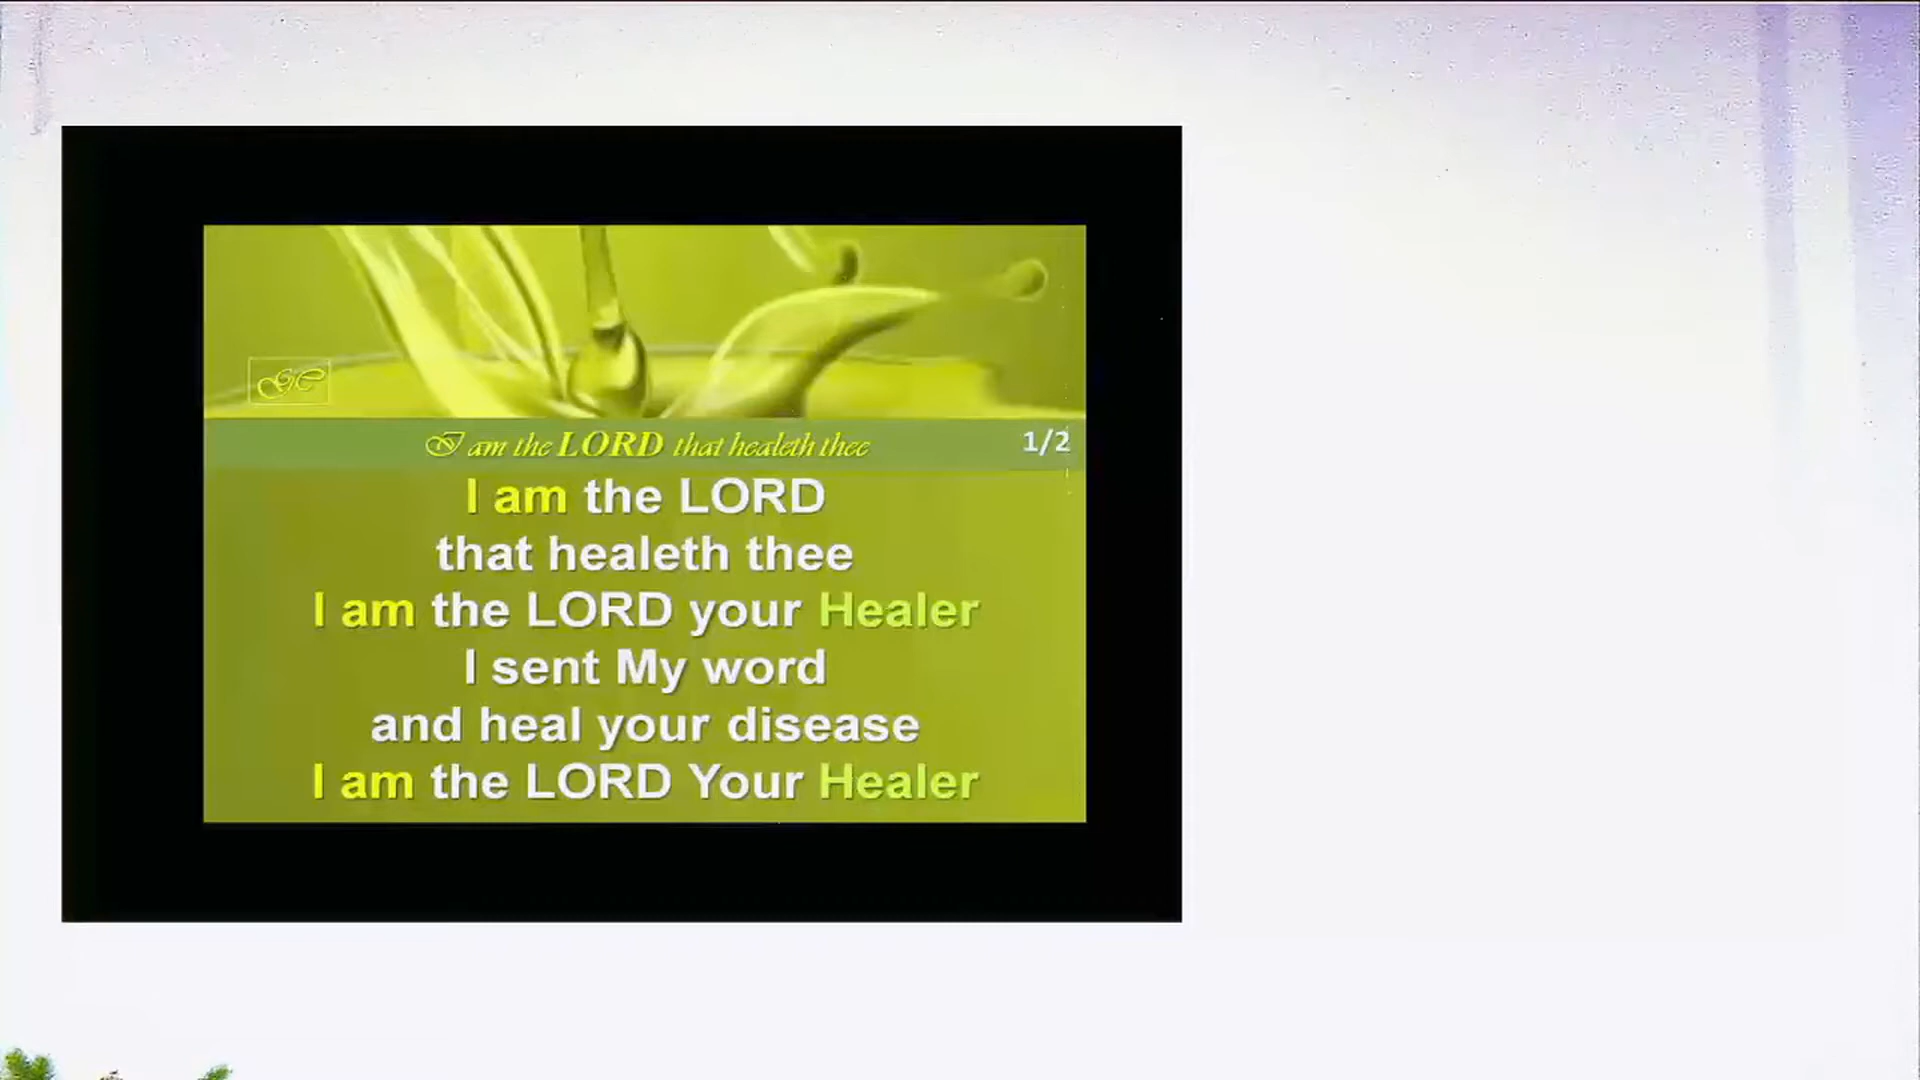 GC
I am the LORD that healeth thee
1/2
I am the LORD
that healeth thee
I am the LORD your Healer
I sent My word
and heal your disease
I am the LORD Your Healer